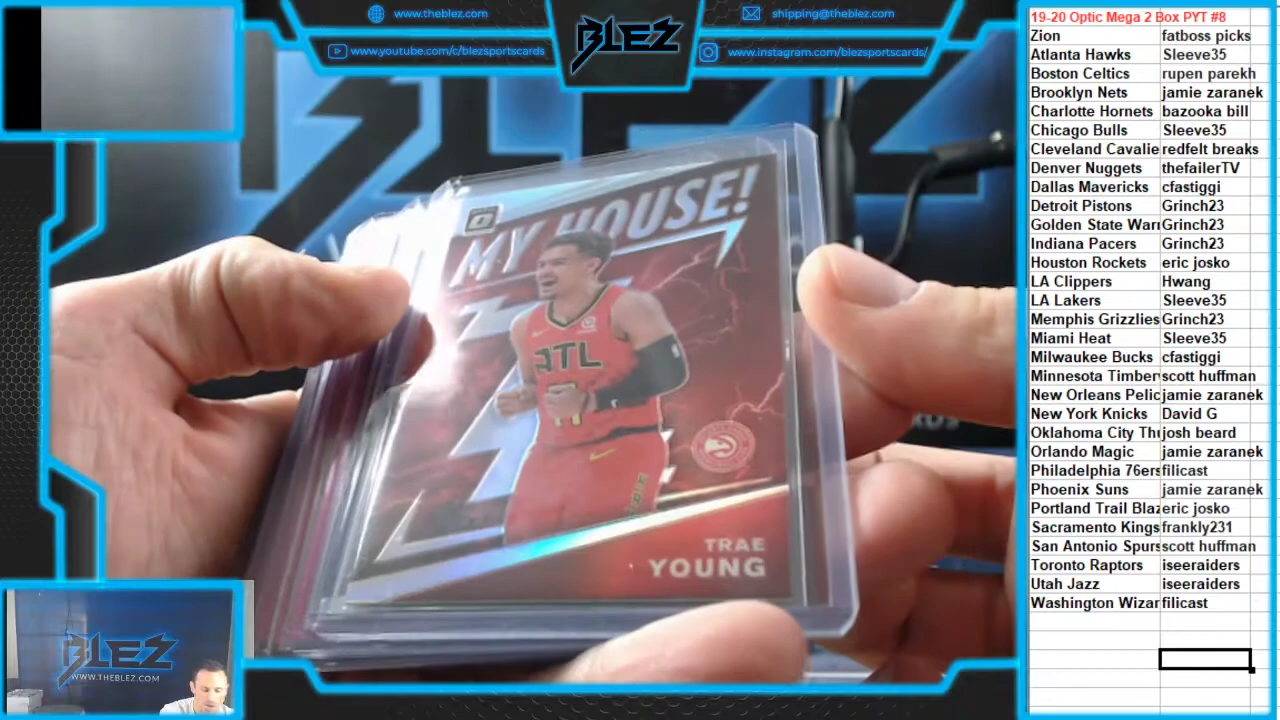 www.theblez.com
BLEZ
shipping@theblez.com
www.youtube.com/c/blezsportscards
www.instagram.com/blezsportscards/
MY HOUSE!
ATL
TRAE
YOUNG
BLEZ
WWW.THEBLEZ.COM
19-20 Optic Mega 2 Box PYT #8
Zion fatboss picks
Atlanta Hawks Sleeve35
Boston Celtics rupen parekh
Brooklyn Nets jamie zaranek
Charlotte Hornets bazooka bill
Chicago Bulls Sleeve35
Cleveland Cavalie redfelt breaks
Denver Nuggets thefailerTV
Dallas Mavericks cfastiggi
Detroit Pistons Grinch23
Golden State Warr Grinch23
Indiana Pacers Grinch23
Houston Rockets eric josko
LA Clippers Hwang
LA Lakers Sleeve35
Memphis Grizzlies Grinch23
Miami Heat Sleeve35
Milwaukee Bucks cfastiggi
Minnesota Timber scott huffman
New Orleans Pelic jamie zaranek
New York Knicks David G
Oklahoma City Thu josh beard
Orlando Magic jamie zaranek
Philadelphia 76ers filicast
Phoenix Suns jamie zaranek
Portland Trail Blaz eric josko
Sacramento Kings frankly231
San Antonio Spurs scott huffman
Toronto Raptors iseeraiders
Utah Jazz iseeraiders
Washington Wizar filicast